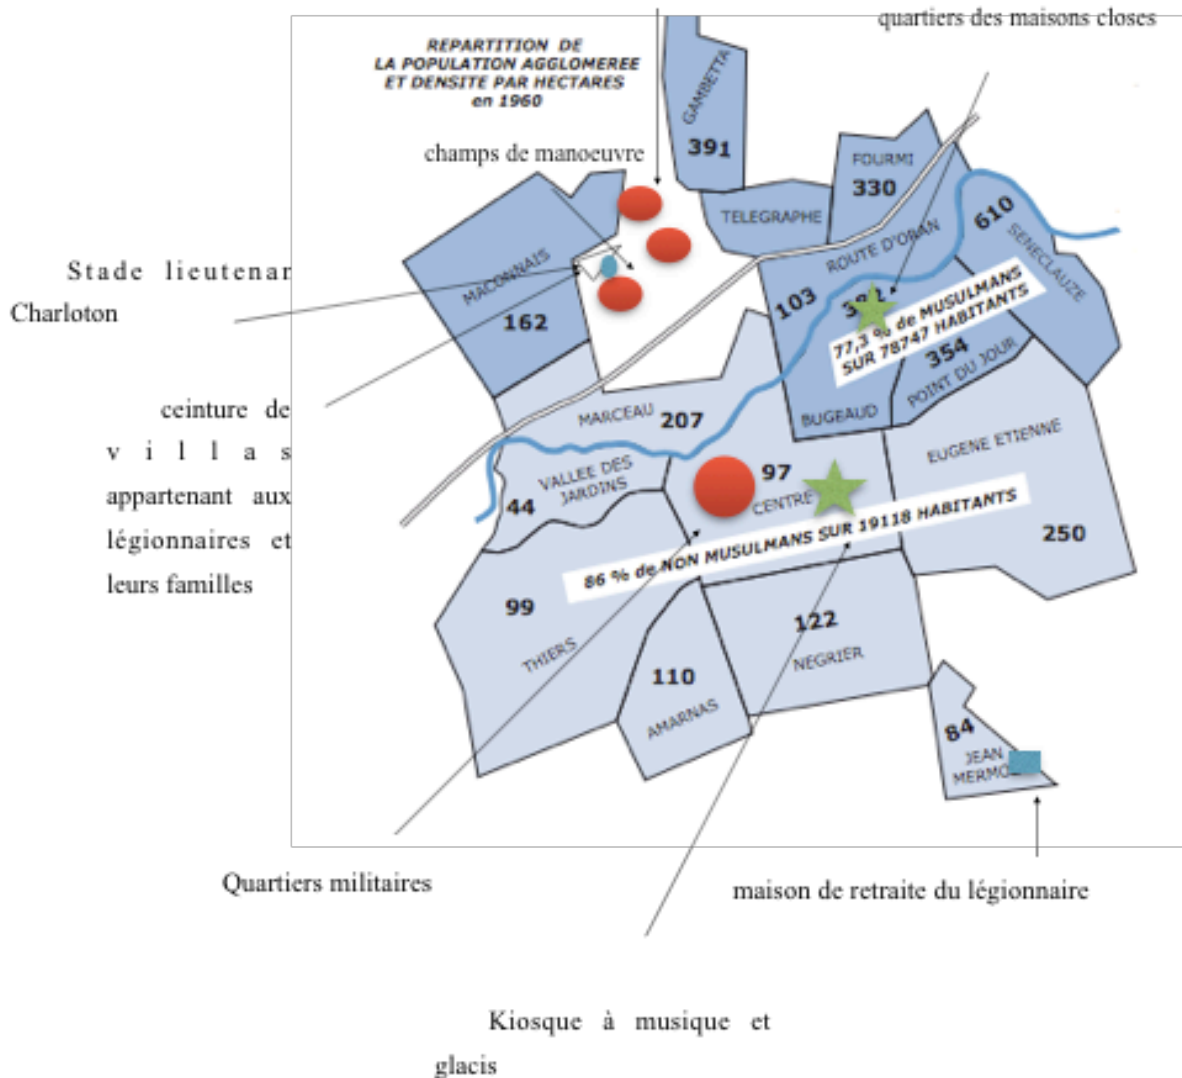 quartiers des maisons closes
REPARTITION DE
LA POPULATION AGGLOMEREE
ET DENSITE PAR HECTARES
en 1960
GAMBETTA
391
champs de manoeuvre
FOURMI
330
TELEGRAPHE
610
SENECLAUZE
ROUTE D'ORAN
Stade lieutenar
Charloton
MACONNAIS
162
103
77,3 % de MUSULMANS
SUR 78747 HABITANTS
354
POINT DU JOUR
BUGEAUD
ceinture de
villas
appartenant aux
légionnaires et
leurs familles
MARCEAU
207
EUGENE ETIENNE
250
VALLEE DES
JARDINS
44
97
CENTRE
86 % de NON MUSULMANS SUR 19118 HABITANTS
99
THIERS
110
AMARNAS
122
NEGRIER
84
JEAN
Quartiers militaires
maison de retraite du légionnaire
Kiosque à musique et
glacis